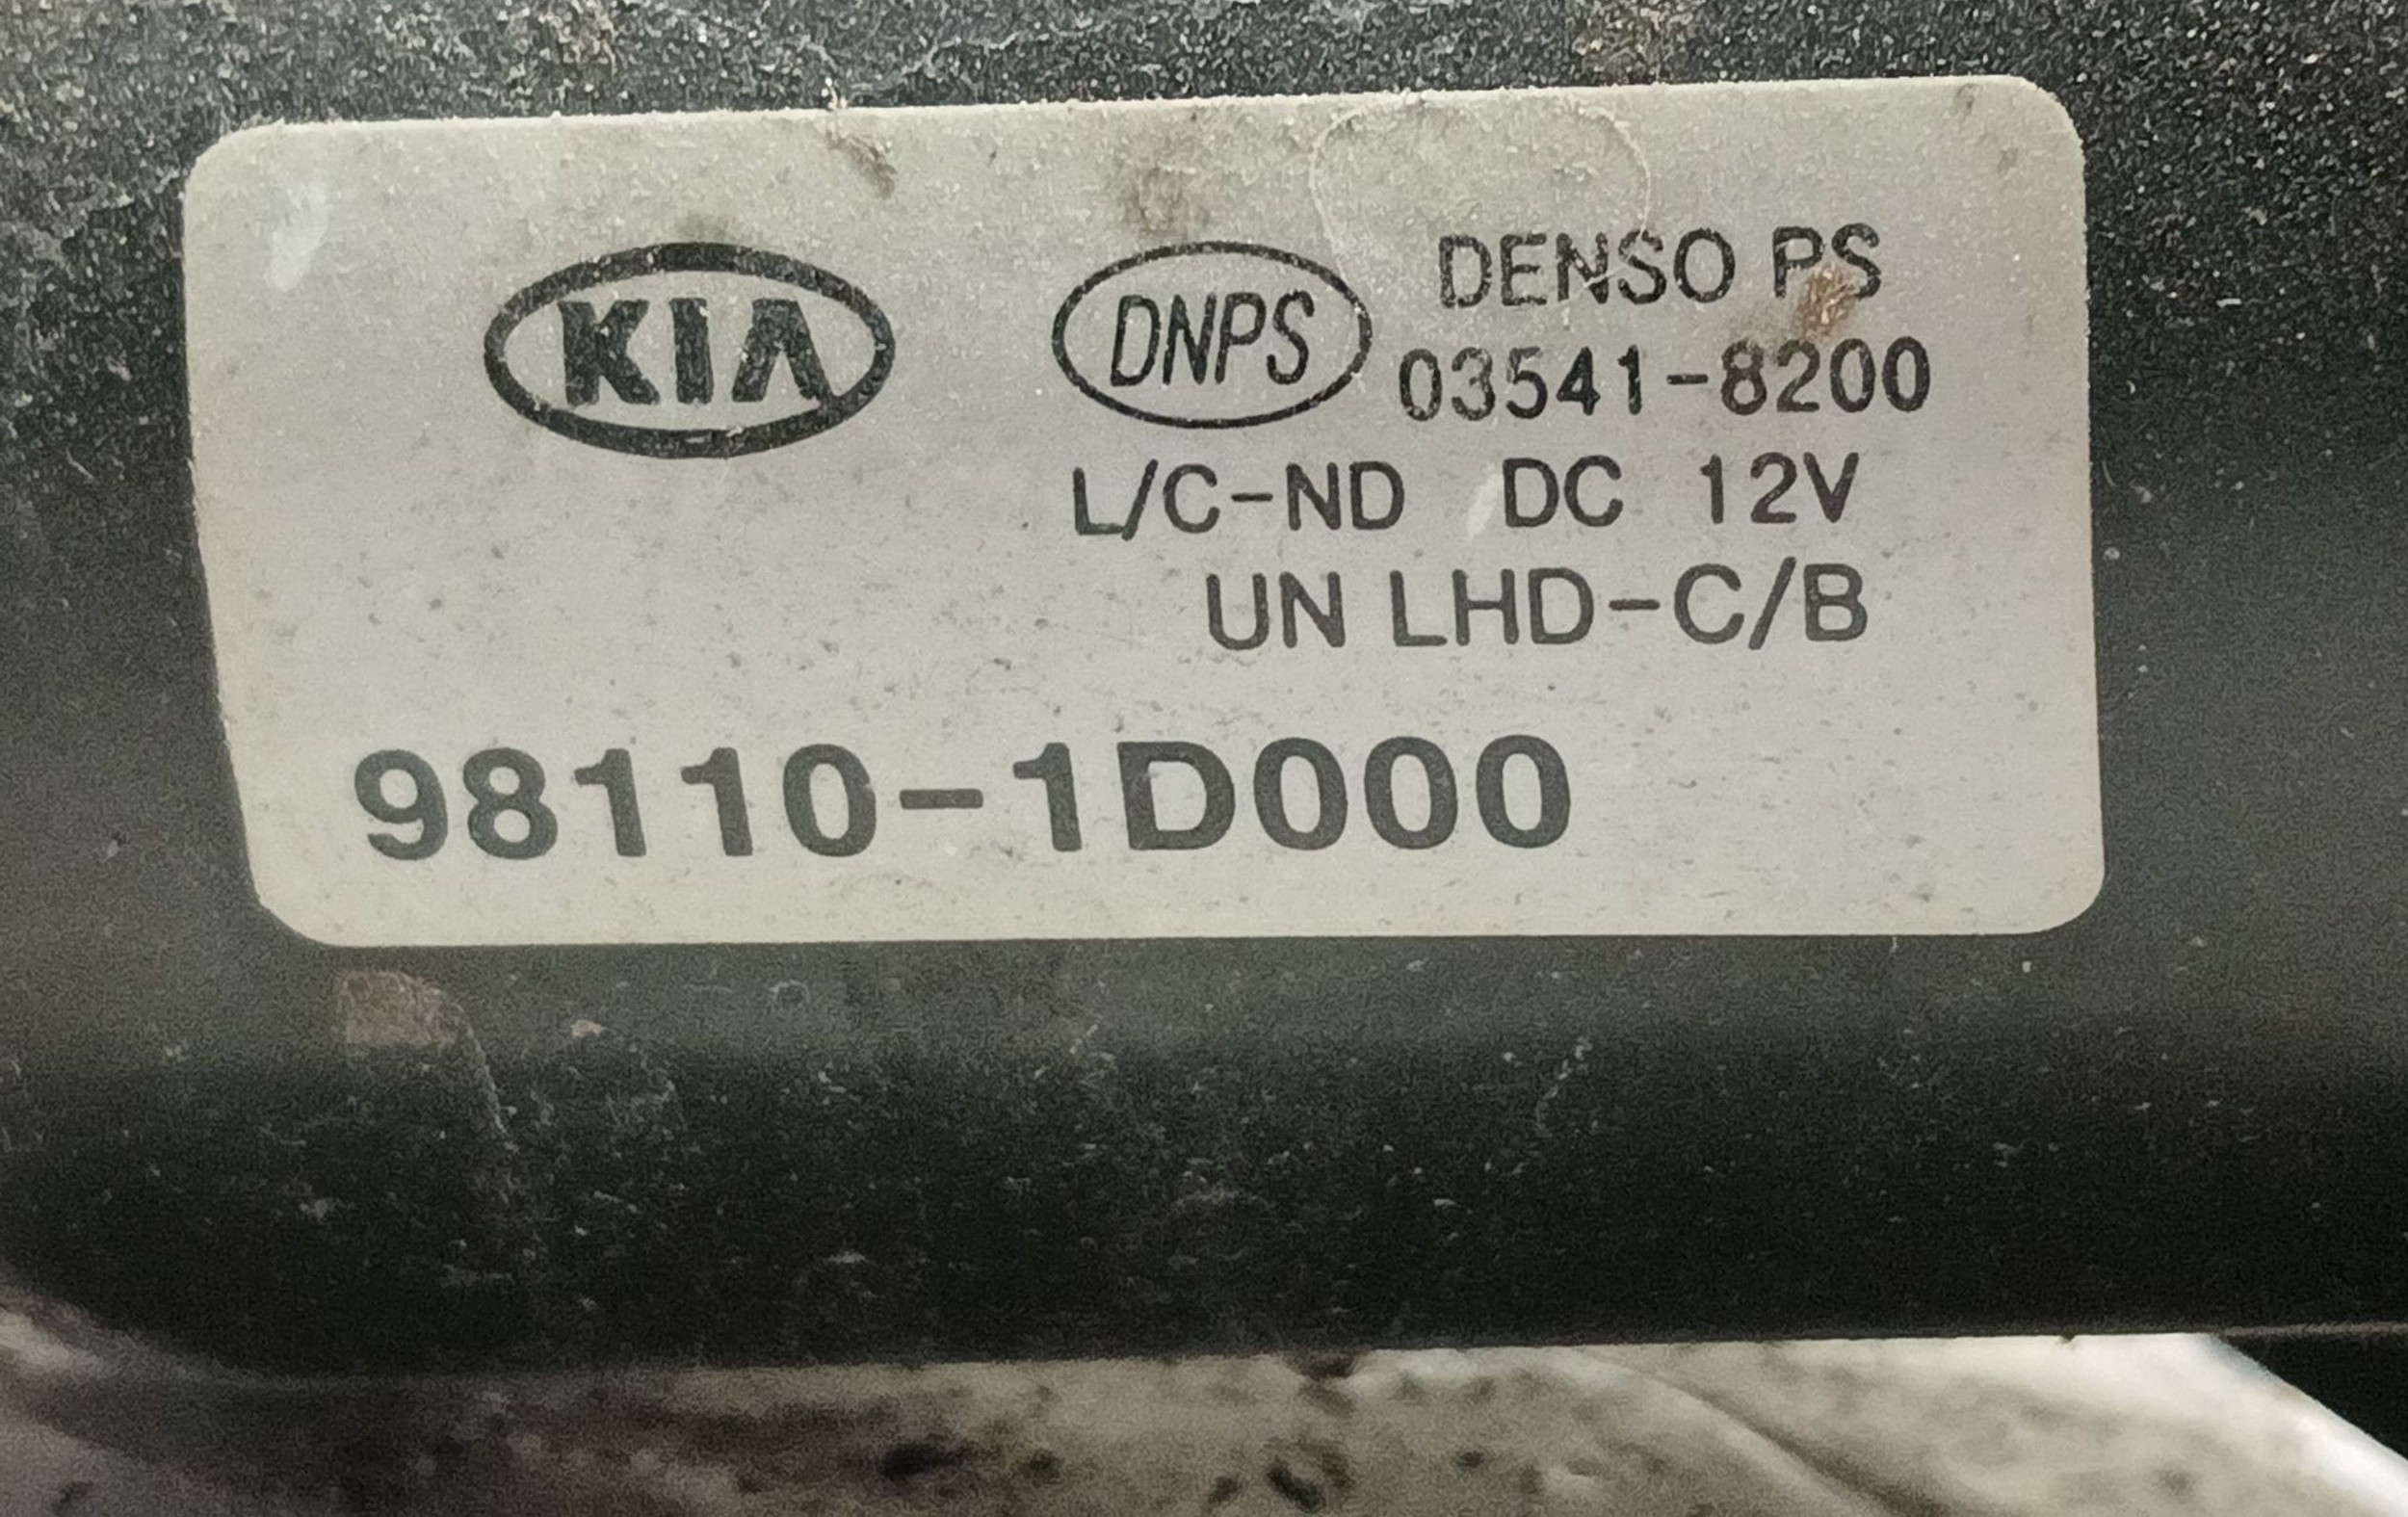 KIA
DNPS
DENSO PS
03541-8200
L/C-ND DC 12V
UN LHD-C/B
98110-1D000